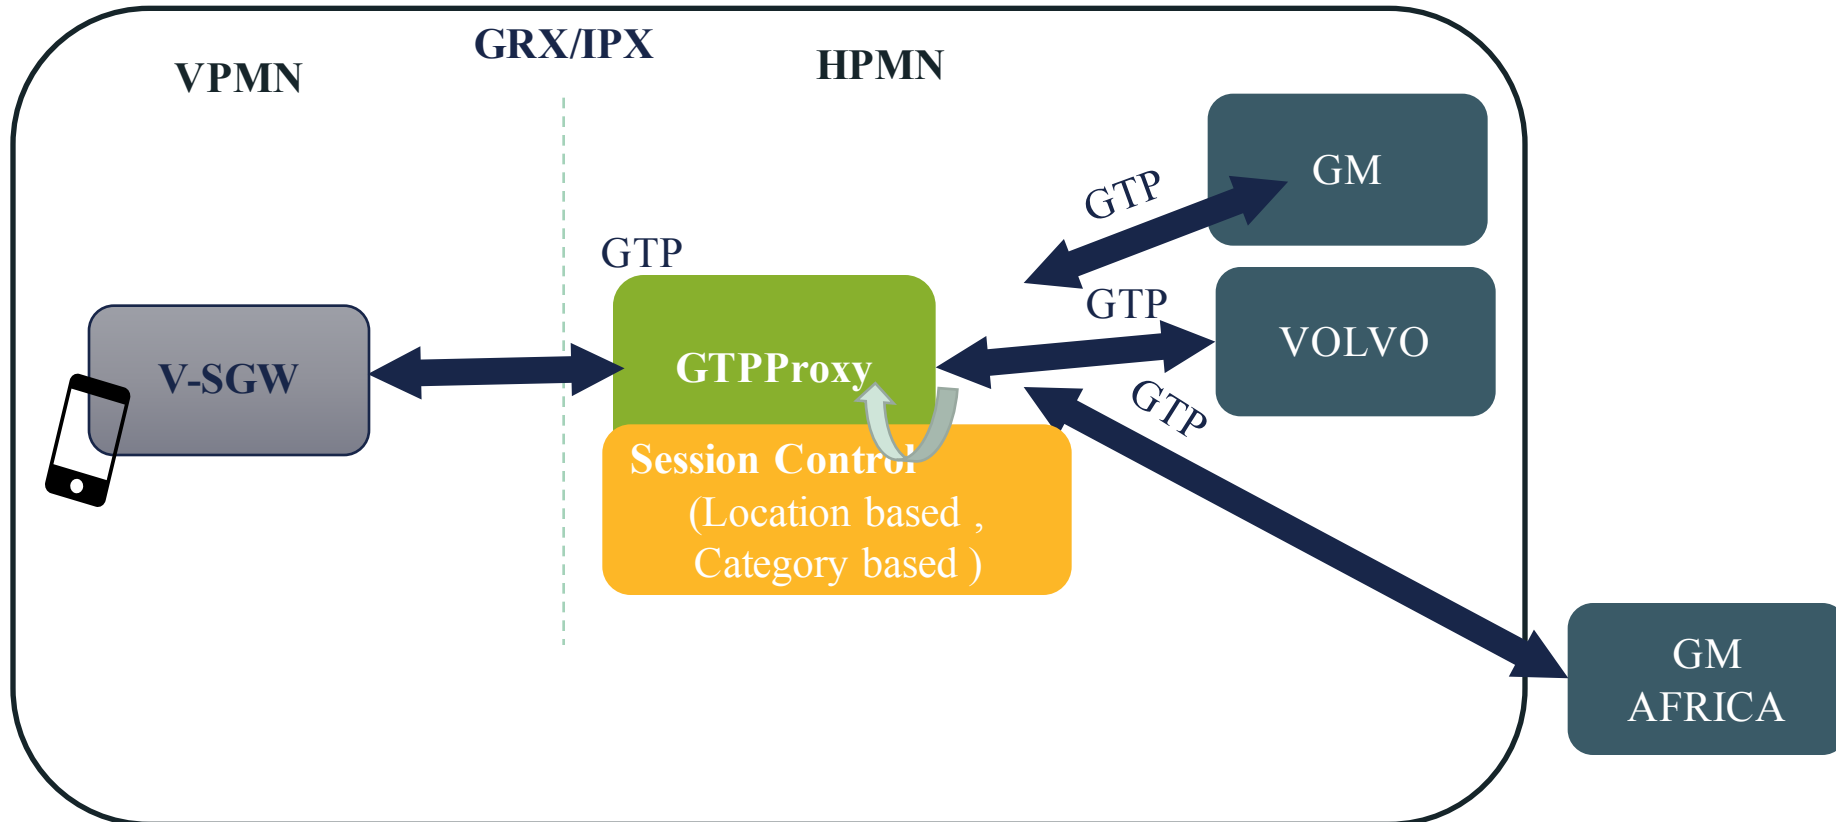 GRX/IPX
VPMN
HPMN
GTP
GM
GTP
GTP
VOLVO
V-SGW
GTPProxy
GTP
Session Control
(Location based ,
Category based )
GM
AFRICA